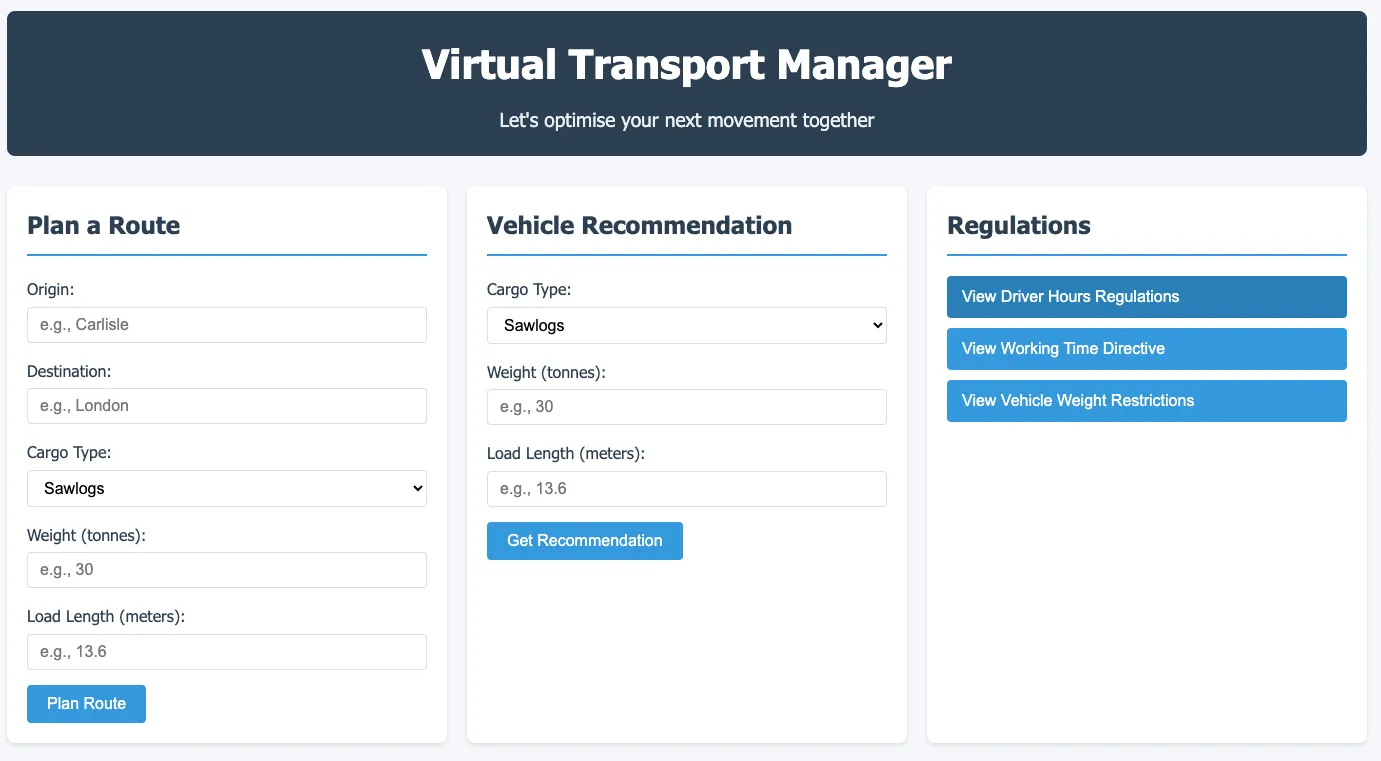 Virtual Transport Manager
Let's optimise your next movement together
Plan a Route
Origin:
e.g., Carlisle
Destination:
e.g., London
Cargo Type:
Sawlogs
Weight (tonnes):
e.g., 30
Load Length (meters):
e.g., 13.6
Plan Route
Vehicle Recommendation
Cargo Type:
Sawlogs
Weight (tonnes):
e.g., 30
Load Length (meters):
e.g., 13.6
Get Recommendation
Regulations
View Driver Hours Regulations
View Working Time Directive
View Vehicle Weight Restrictions